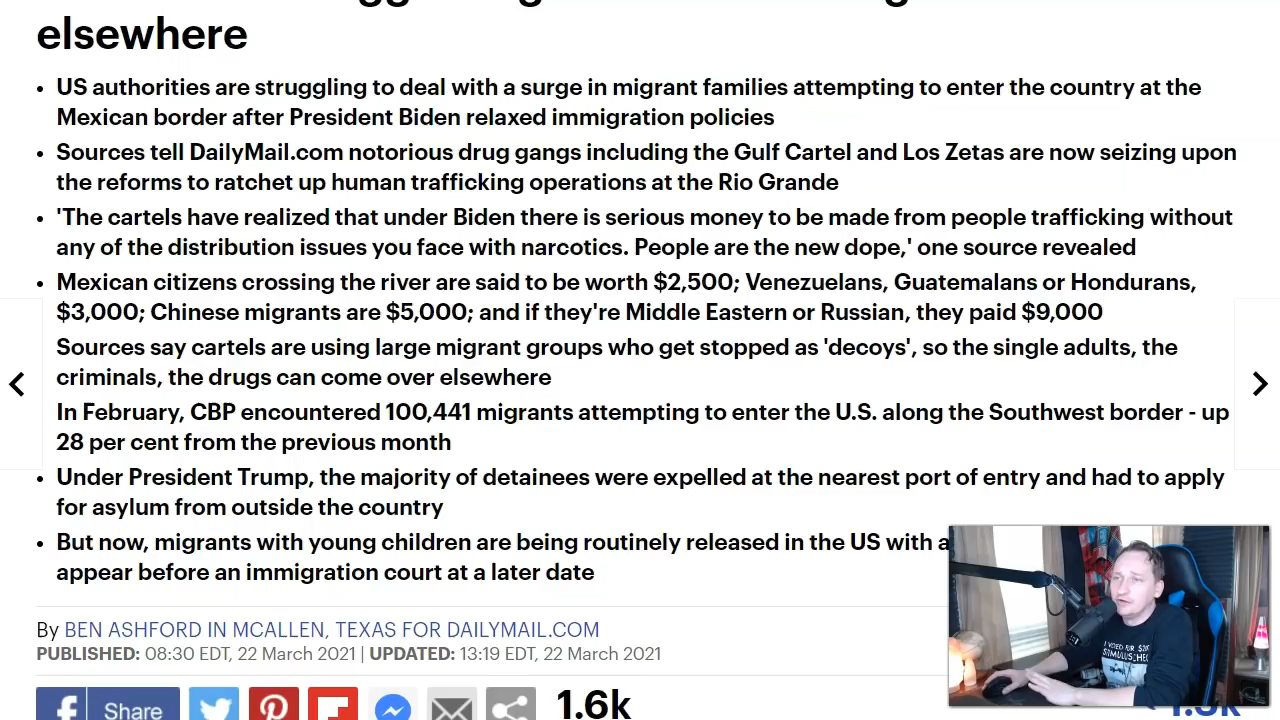 elsewhere
US authorities are struggling to deal with a surge in migrant families attempting to enter the country at the
Mexican border after President Biden relaxed immigration policies
Sources tell DailyMail.com notorious drug gangs including the Gulf Cartel and Los Zetas are now seizing upon
the reforms to ratchet up human trafficking operations at the Rio Grande
'The cartels have realized that under Biden there is serious money to be made from people trafficking without
any of the distribution issues you face with narcotics. People are the new dope,' one source revealed
Mexican citizens crossing the river are said to be worth $2,500; Venezuelans, Guatemalans or Hondurans,
$3,000; Chinese migrants are $5,000; and if they're Middle Eastern or Russian, they paid $9,000
Sources say cartels are using large migrant groups who get stopped as 'decoys', so the single adults, the
criminals, the drugs can come over elsewhere
In February, CBP encountered 100,441 migrants attempting to enter the U.S. along the Southwest border - up
28 per cent from the previous month
Under President Trump, the majority of detainees were expelled at the nearest port of entry and had to apply
for asylum from outside the country
But now, migrants with young children are being routinely released in the US with a
appear before an immigration court at a later date
By BEN ASHFORD IN MCALLEN, TEXAS FOR DAILYMAIL.COM
PUBLISHED: 08:30 EDT, 22 March 2021 | UPDATED: 13:19 EDT, 22 March 2021
Share
1.6k
I VOTED FOR